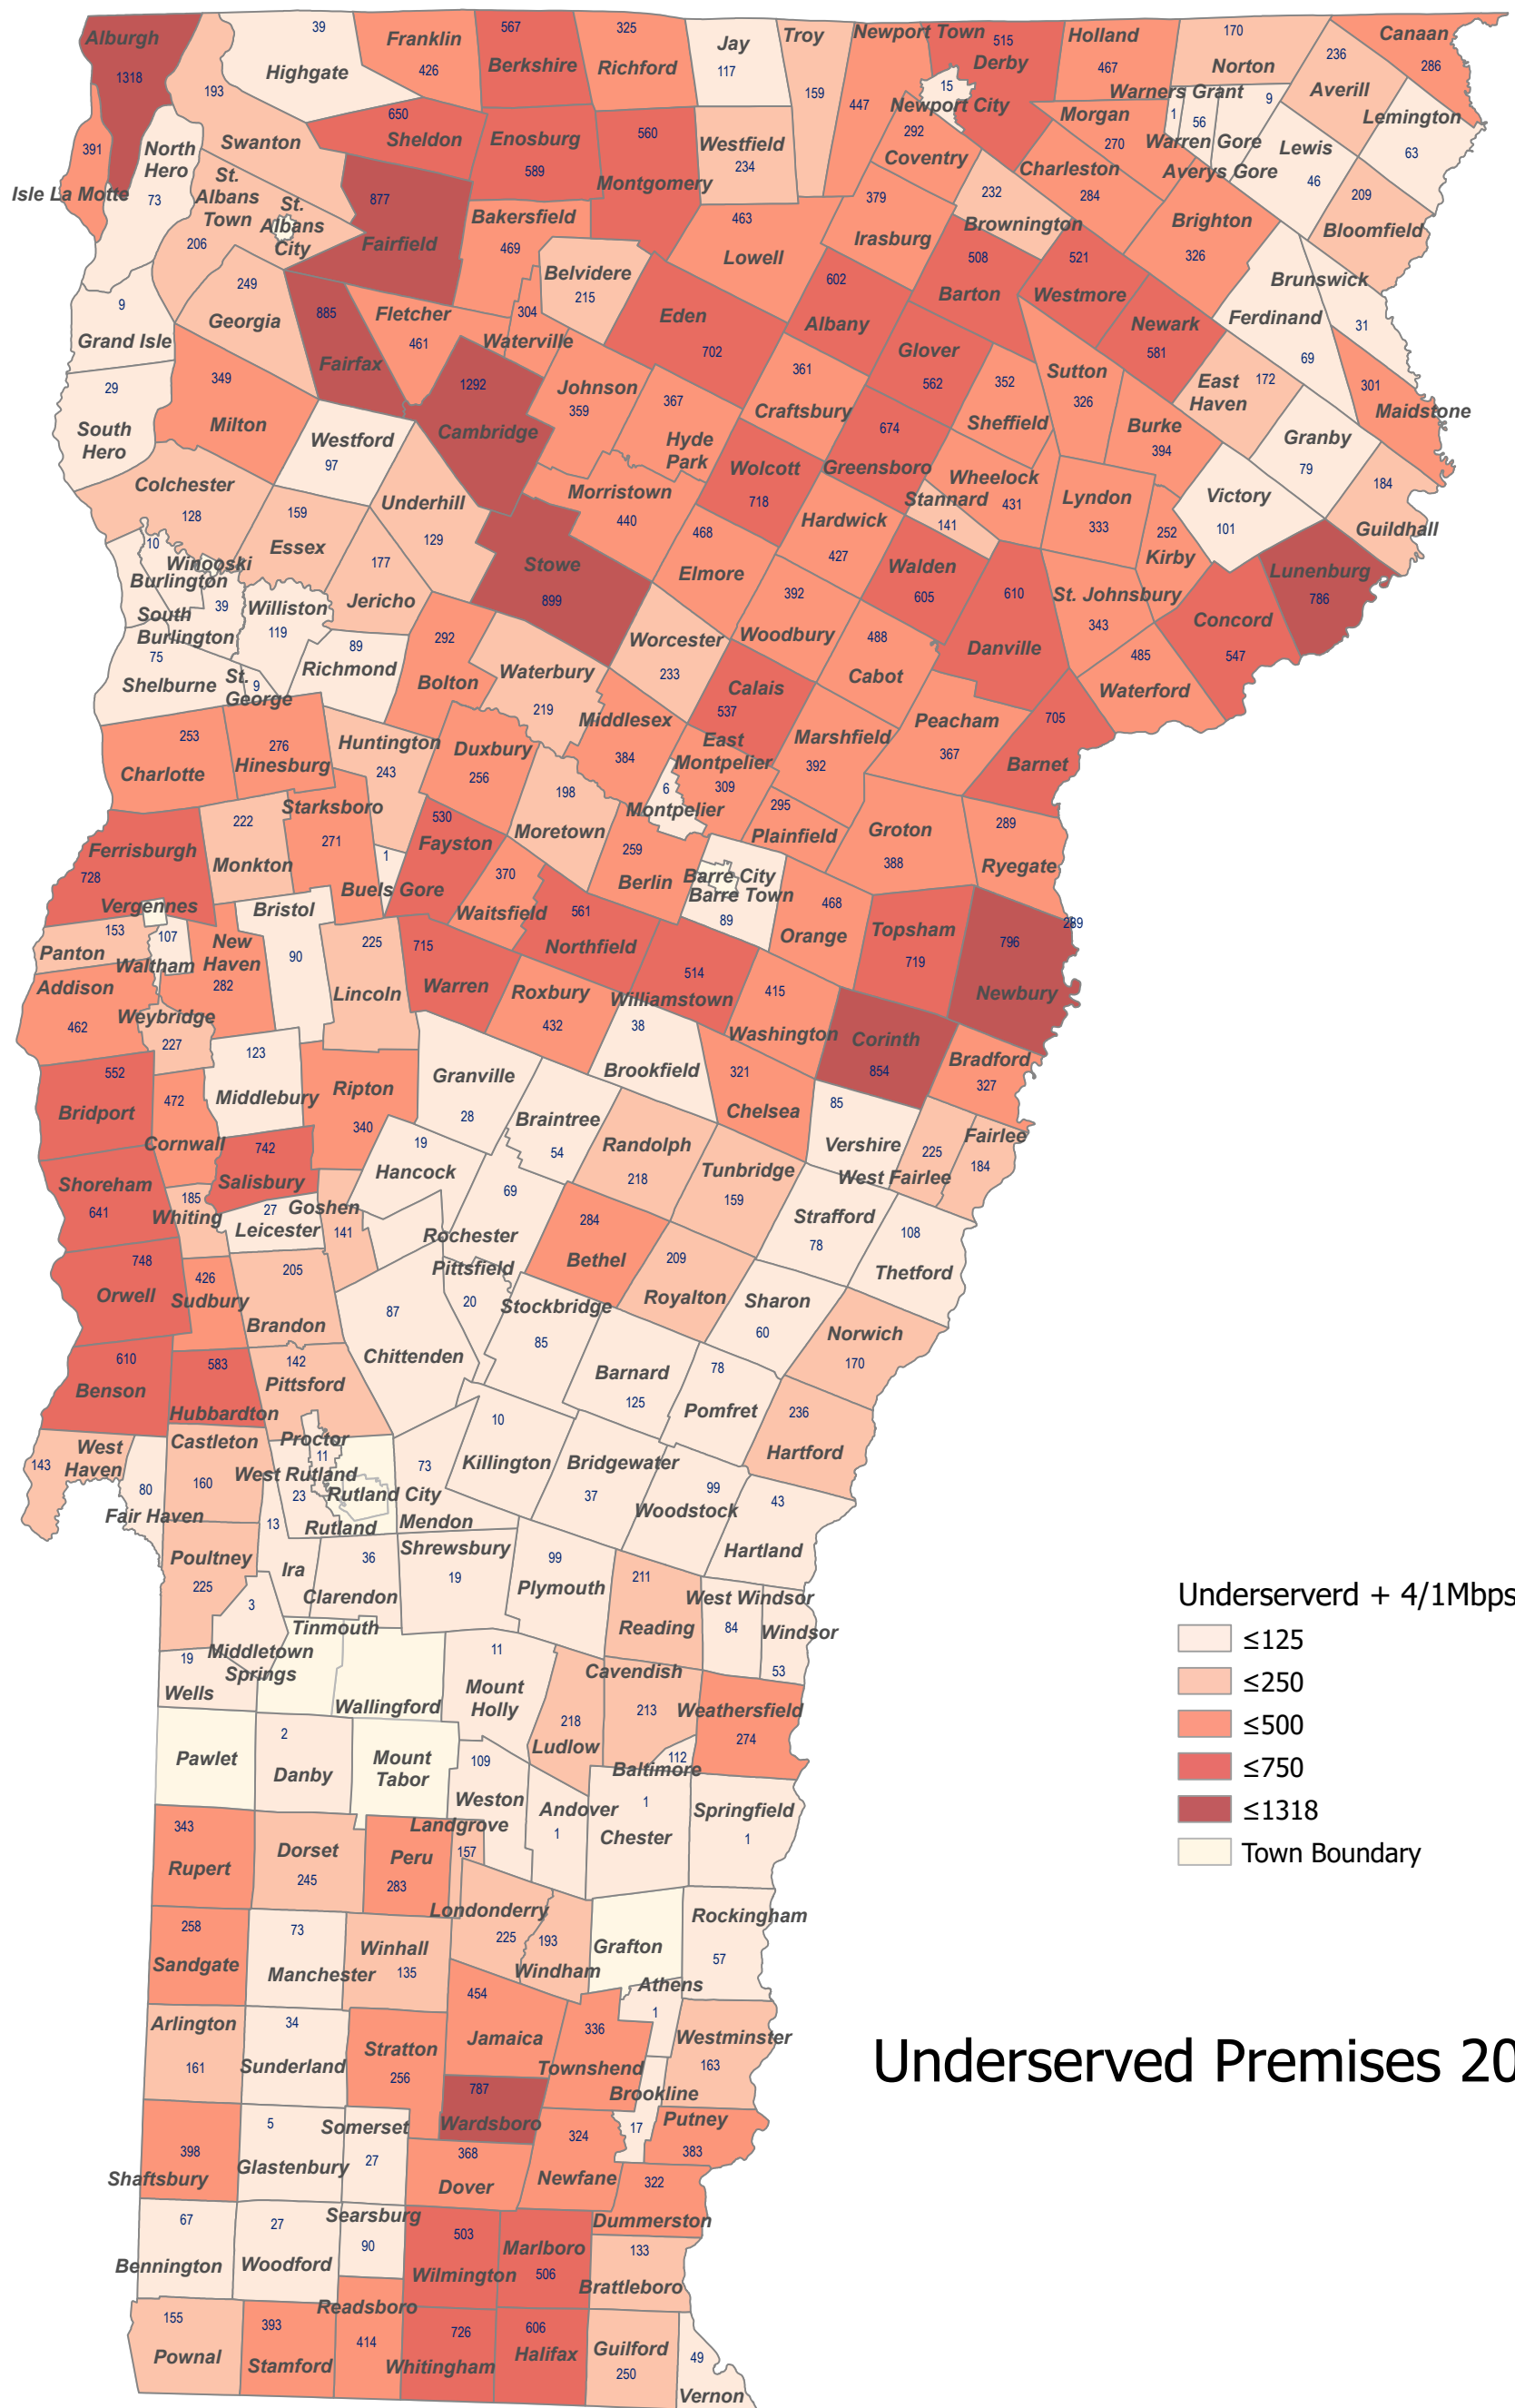 Alburgh
1318
39
Highgate
Franklin
426
567
Berkshire
325
Richford
Jay
117
Troy
159
Newport Town
447
515
Derby
Holland
467
170
Norton
236
Averill
Canaan
286
193
Swanton
650
Sheldon
Enosburg
589
560
Montgomery
Westfield
234
15
Newport City
292
Coventry
Warners Grant
1
56
Warren Gore
9
Averys Gore
Morgan
270
Lewis
46
Lemington
63
391
Isle La Motte
North
Hero
73
St.
Albans
Town
206
St.
Albans
City
877
Fairfield
Bakersfield
469
463
Lowell
379
Irasburg
232
Brownington
Charleston
284
Brighton
326
209
Bloomfield
9
Grand Isle
249
Georgia
885
Fairfax
Fletcher
461
304
Waterville
Belvidere
215
Eden
702
602
Albany
508
Barton
521
Westmore
Newark
581
Brunswick
31
Ferdinand
69
29
South
Hero
349
Milton
1292
Cambridge
Johnson
359
367
Hyde
Park
361
Craftsbury
Glover
562
352
Sheffield
Sutton
326
East
Haven
172
301
Maidstone
Westford
97
Wolcott
718
674
Greensboro
Wheelock
431
Burke
394
Granby
79
Colchester
128
159
Essex
Underhill
129
Morristown
440
468
Elmore
Hardwick
427
Stannard
141
Lyndon
333
252
Kirby
Victory
101
184
Guildhall
10
Burlington
Winooski
South
Burlington
39
Williston
119
177
Jericho
Stowe
899
392
Woodbury
Walden
605
610
Danville
St. Johnsbury
343
Concord
547
Lunenburg
786
75
Shelburne
St.
George
9
89
Richmond
292
Bolton
Waterbury
219
Worcester
233
488
Cabot
485
Waterford
253
Charlotte
276
Hinesburg
Huntington
243
Duxbury
256
Middlesex
384
Calais
537
East
Montpelier
309
Marshfield
392
Peacham
367
705
Barnet
Ferrisburgh
728
222
Monkton
Starksboro
271
1
Buels Gore
530
Fayston
198
Moretown
6
Montpelier
295
Plainfield
Groton
388
289
Ryegate
Vergennes
153
Panton
107
Waltham
New
Haven
282
Bristol
90
225
Lincoln
370
Waitsfield
259
Berlin
Barre City
Barre Town
89
468
Orange
Topsham
719
289
796
Newbury
Addison
462
Weybridge
227
715
Warren
561
Northfield
514
Williamstown
415
Washington
Roxbury
432
38
Brookfield
Corinth
854
Bradford
327
552
Bridport
472
Cornwall
123
Middlebury
Ripton
340
Granville
28
Braintree
54
321
Chelsea
85
Vershire
Fairlee
184
225
West Fairlee
Shoreham
641
185
Whiting
742
Salisbury
27
Leicester
Goshen
141
19
Hancock
69
Rochester
Randolph
218
Tunbridge
159
Strafford
78
108
Thetford
748
Orwell
426
Sudbury
205
Brandon
87
Chittenden
Pittsfield
20
Stockbridge
85
284
Bethel
209
Royalton
Sharon
60
Norwich
170
610
Benson
583
Hubbardton
142
Pittsford
Barnard
125
78
Pomfret
236
Hartford
143
West
Haven
80
Fair Haven
Castleton
160
Proctor
11
West Rutland
23
Rutland City
Rutland
73
Mendon
10
Killington
Bridgewater
37
99
Woodstock
43
Hartland
Poultney
225
13
Ira
36
Clarendon
Shrewsbury
19
99
Plymouth
211
Reading
West Windsor
84
Windsor
53
3
Middletown
Springs
Tinmouth
19
Wells
Wallingford
11
Mount
Holly
218
Ludlow
Cavendish
213
Weathersfield
274
112
Baltimore
Pawlet
2
Danby
Mount
Tabor
109
Weston
Andover
1
1
Chester
Springfield
1
343
Rupert
Dorset
245
Peru
283
Landgrove
157
Londonderry
225
193
Windham
Grafton
Rockingham
57
258
Sandgate
73
Manchester
Winhall
135
454
Jamaica
336
Townshend
Athens
1
Westminster
163
Arlington
161
34
Sunderland
Stratton
256
787
Wardsboro
Brookline
17
Putney
383
398
Shaftsbury
5
Glastenbury
Somerset
27
368
Dover
324
Newfane
322
Dummerston
67
Bennington
27
Woodford
Searsburg
90
503
Wilmington
Marlboro
506
133
Brattleboro
155
Pownal
393
Stamford
Readsboro
414
726
Whitingham
606
Halifax
Guilford
250
49
Vernon
Underserverd + 4/1Mbps
≤125
≤250
≤500
≤750
≤1318
Town Boundary
Underserved Premises 20